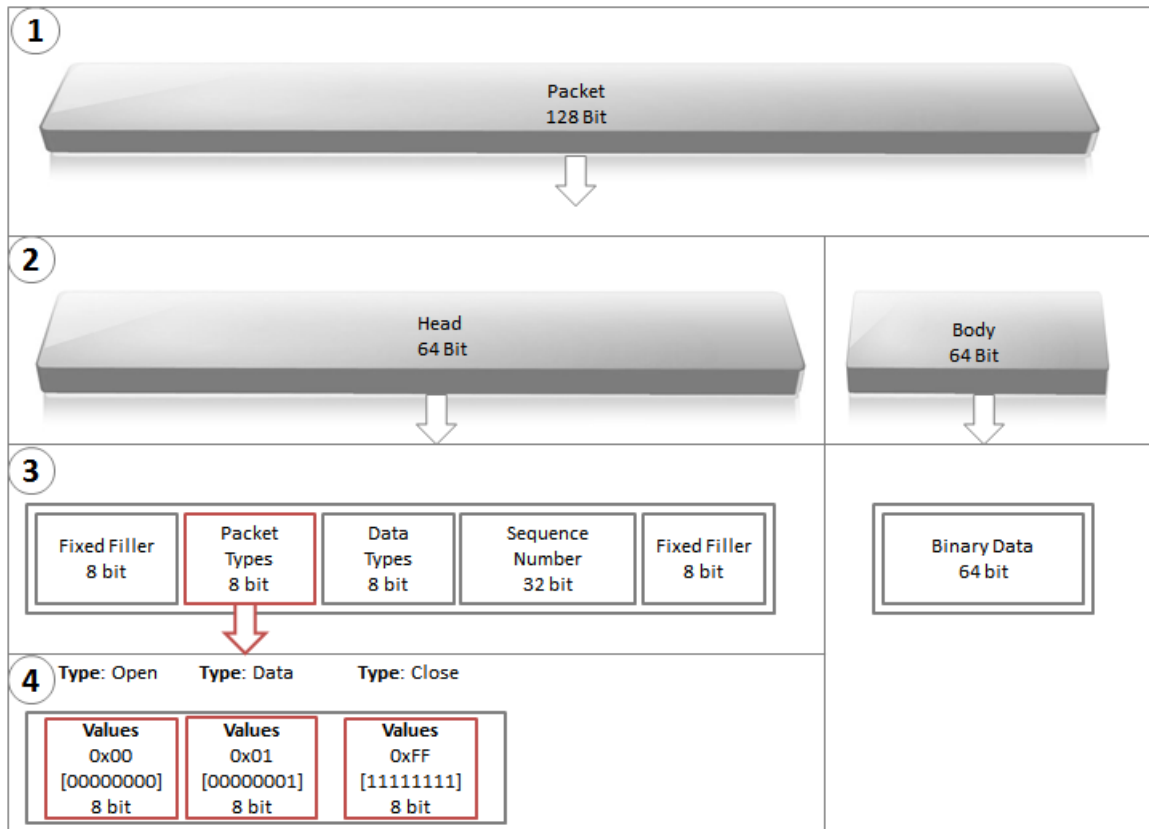 1
Packet
128 Bit
2
Head
64 Bit
Body
64 Bit
3
Fixed Filler
8 bit
Packet
Types
8 bit
Data
Types
8 bit
Sequence
Number
32 bit
Fixed Filler
8 bit
Binary Data
64 bit
4
Type: Open
Type: Data
Type: Close
Values
0x00
[00000000]
8 bit
Values
0x01
[00000001]
8 bit
Values
0xFF
[11111111]
8 bit